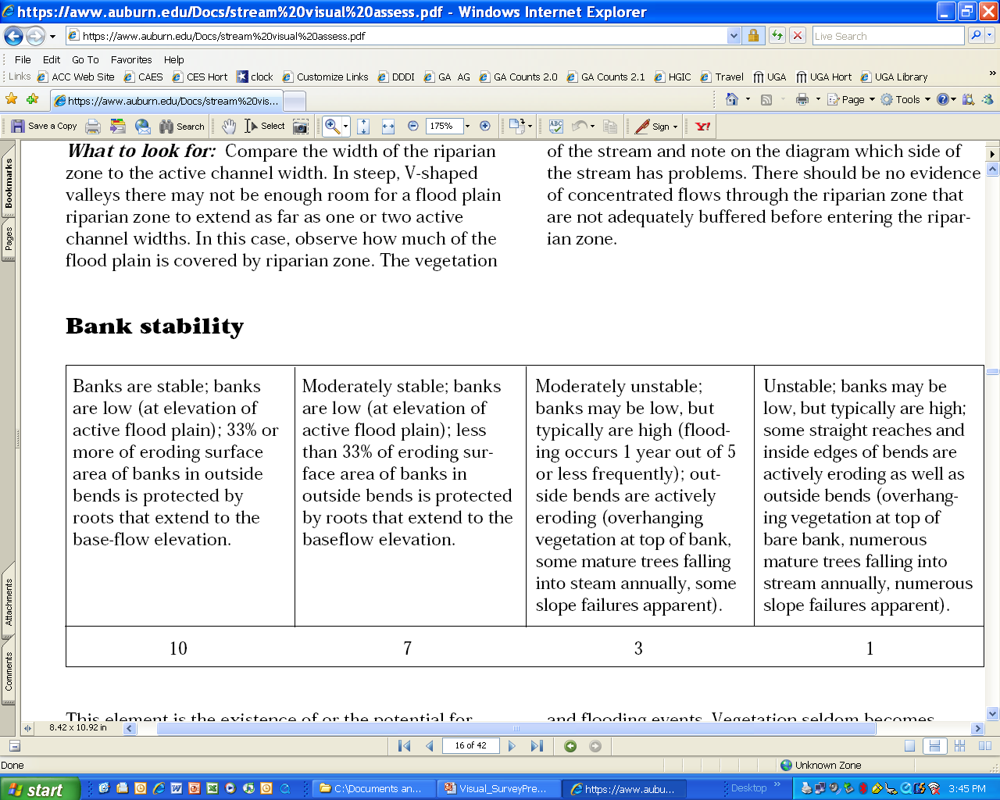 https://aww.auburn.edu/Docs/stream%20visual%20assess.pdf - Windows Internet Explorer
https://aww.auburn.edu/Docs/stream%20visual%20assess.pdf
Live Search
File Edit Go To Favorites Help
Links ACC Web Site CAES CES Hort clock Customize Links DDDI GA AG GA Counts 2.0 GA Counts 2.1 HGIC Travel UGA UGA Hort UGA Library »
https://aww.auburn.edu/Docs/stream%20vis...
Page Tools
Save a Copy Search Select 175% Sign Y!
Bookmarks
Pages
Attachments
Comments
What to look for: Compare the width of the riparian
zone to the active channel width. In steep, V-shaped
valleys there may not be enough room for a flood plain
riparian zone to extend as far as one or two active
channel widths. In this case, observe how much of the
flood plain is covered by riparian zone. The vegetation
of the stream and note on the diagram which side of
the stream has problems. There should be no evidence
of concentrated flows through the riparian zone that
are not adequately buffered before entering the ripar-
ian zone.
Bank stability
Banks are stable; banks
are low (at elevation of
active flood plain); 33% or
more of eroding surface
area of banks in outside
bends is protected by
roots that extend to the
base-flow elevation.
Moderately stable; banks
are low (at elevation of
active flood plain); less
than 33% of eroding sur-
face area of banks in
outside bends is protected
by roots that extend to the
baseflow elevation.
Moderately unstable;
banks may be low, but
typically are high (flood-
ing occurs 1 year out of 5
or less frequently); out-
side bends are actively
eroding (overhanging
vegetation at top of bank,
some mature trees falling
into steam annually, some
slope failures apparent).
Unstable; banks may be
low, but typically are high;
some straight reaches and
inside edges of bends are
actively eroding as well as
outside bends (overhang-
ing vegetation at top of
bare bank, numerous
mature trees falling into
stream annually, numerous
slope failures apparent).
10 7 3 1
This element is the existence of or the potential for
and flooding events. Vegetation seldom becomes
8.42 x 10.92 in
16 of 42
Done
Unknown Zone
start
C:\Documents an...
Visual_SurveyPre...
https://aww.aubu...
Desktop »
3:45 PM